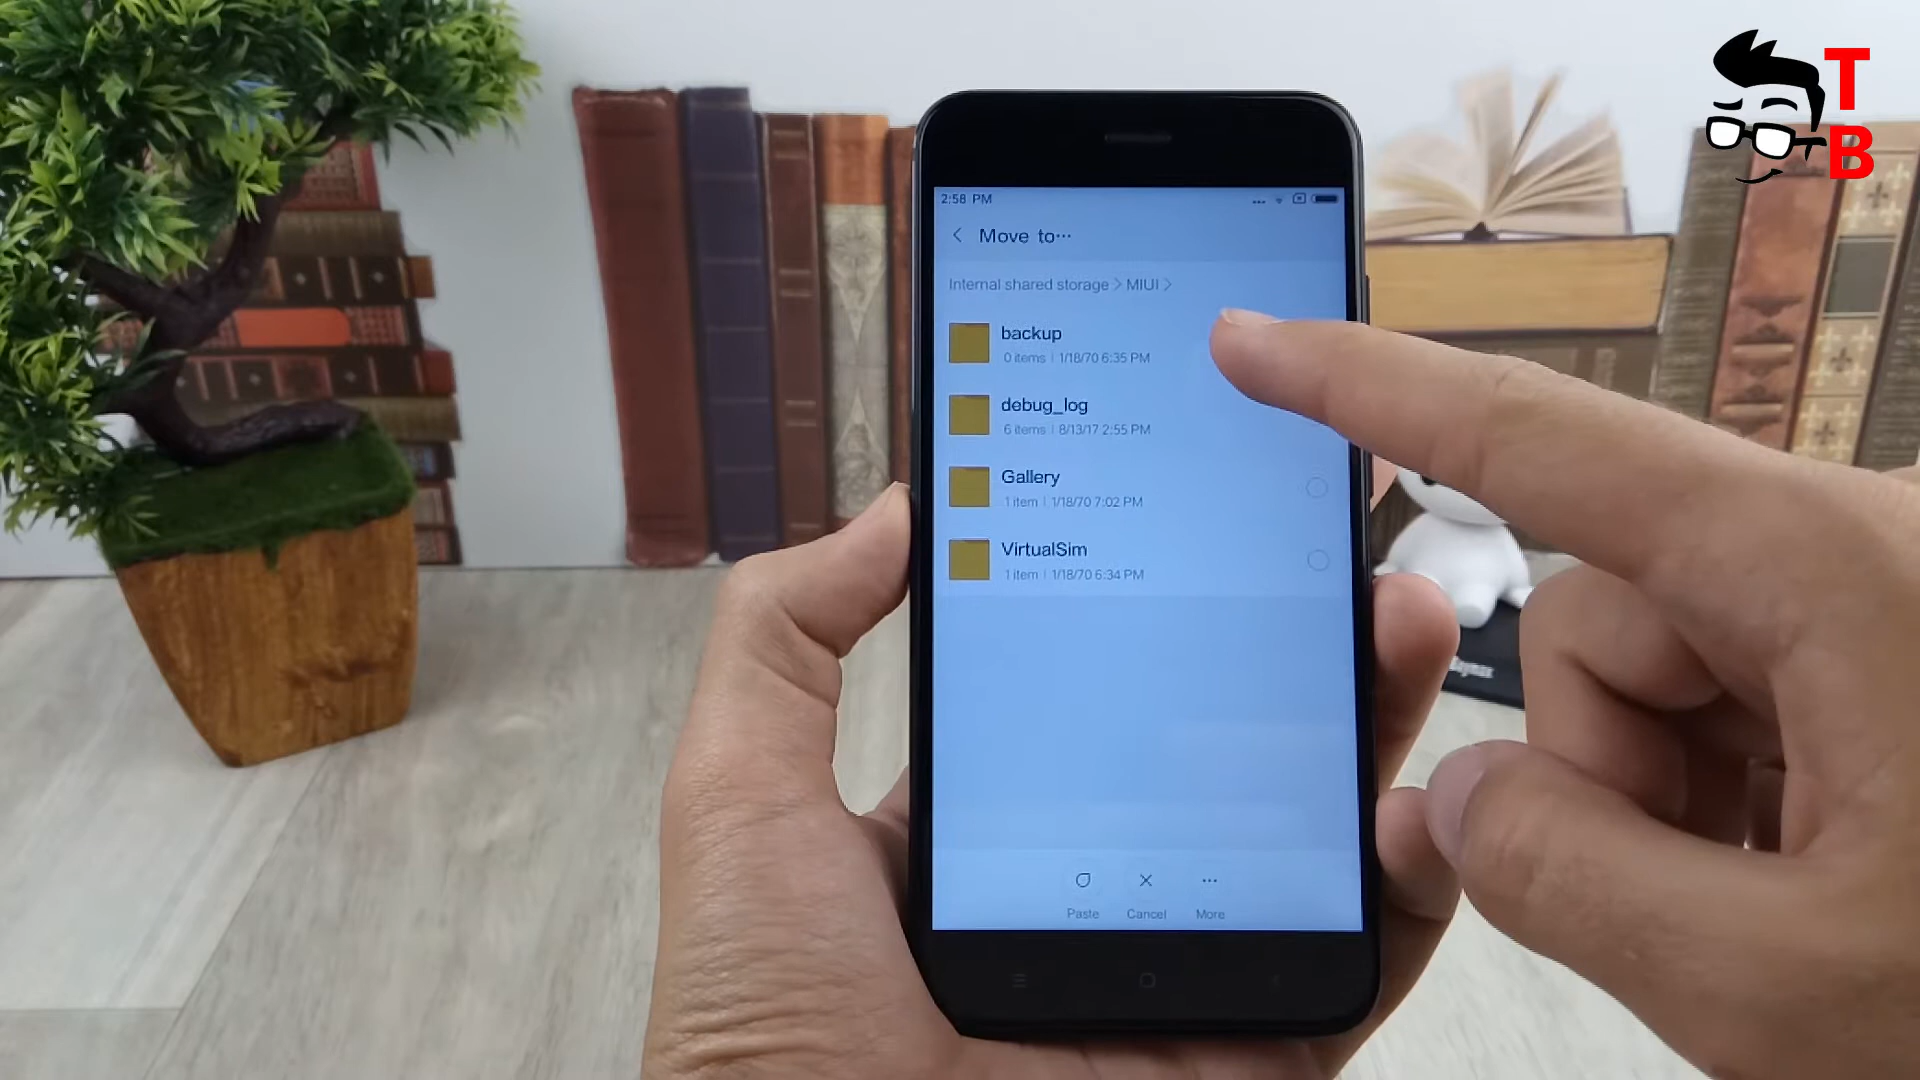 T
B
2:58 PM
Move to...
Internal shared storage > MIUI >
backup
0 items | 1/18/70 6:35 PM
debug_log
6 items | 8/13/17 2:55 PM
Gallery
1 item | 1/18/70 7:02 PM
VirtualSim
1 item | 1/18/70 6:34 PM
Paste Cancel More